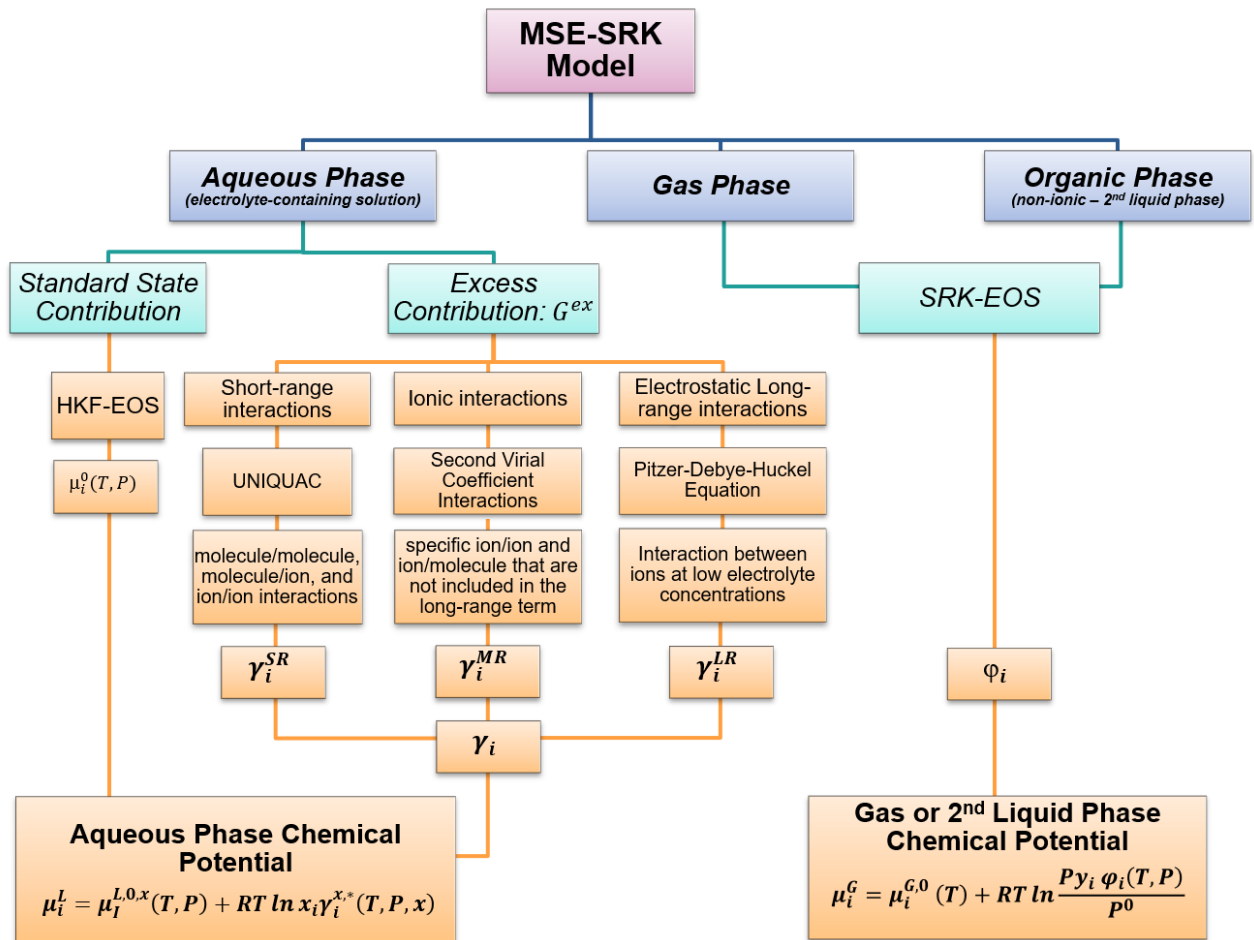 MSE-SRK
Model
Aqueous Phase
(electrolyte-containing solution)
Gas Phase
Organic Phase
(non-ionic – 2nd liquid phase)
Standard State
Contribution
Excess
Contribution: G^ex
SRK-EOS
HKF-EOS
Short-range
interactions
Ionic interactions
Electrostatic Long-
range interactions
μ_i^0(T, P)
UNIQUAC
Second Virial
Coefficient
Interactions
Pitzer-Debye-Huckel
Equation
molecule/molecule,
molecule/ion, and
ion/ion interactions
specific ion/ion and
ion/molecule that are
not included in the
long-range term
Interaction between
ions at low electrolyte
concentrations
γ_i^SR
γ_i^MR
γ_i^LR
φ_i
γ_i
Aqueous Phase Chemical
Potential
μ_i^L = μ_I^{L,0,x}(T, P) + RT ln x_i γ_i^{x,*}(T, P, x)
Gas or 2nd Liquid Phase
Chemical Potential
μ_i^G = μ_i^{G,0} (T) + RT ln Py_i φ_i(T, P) / P^0